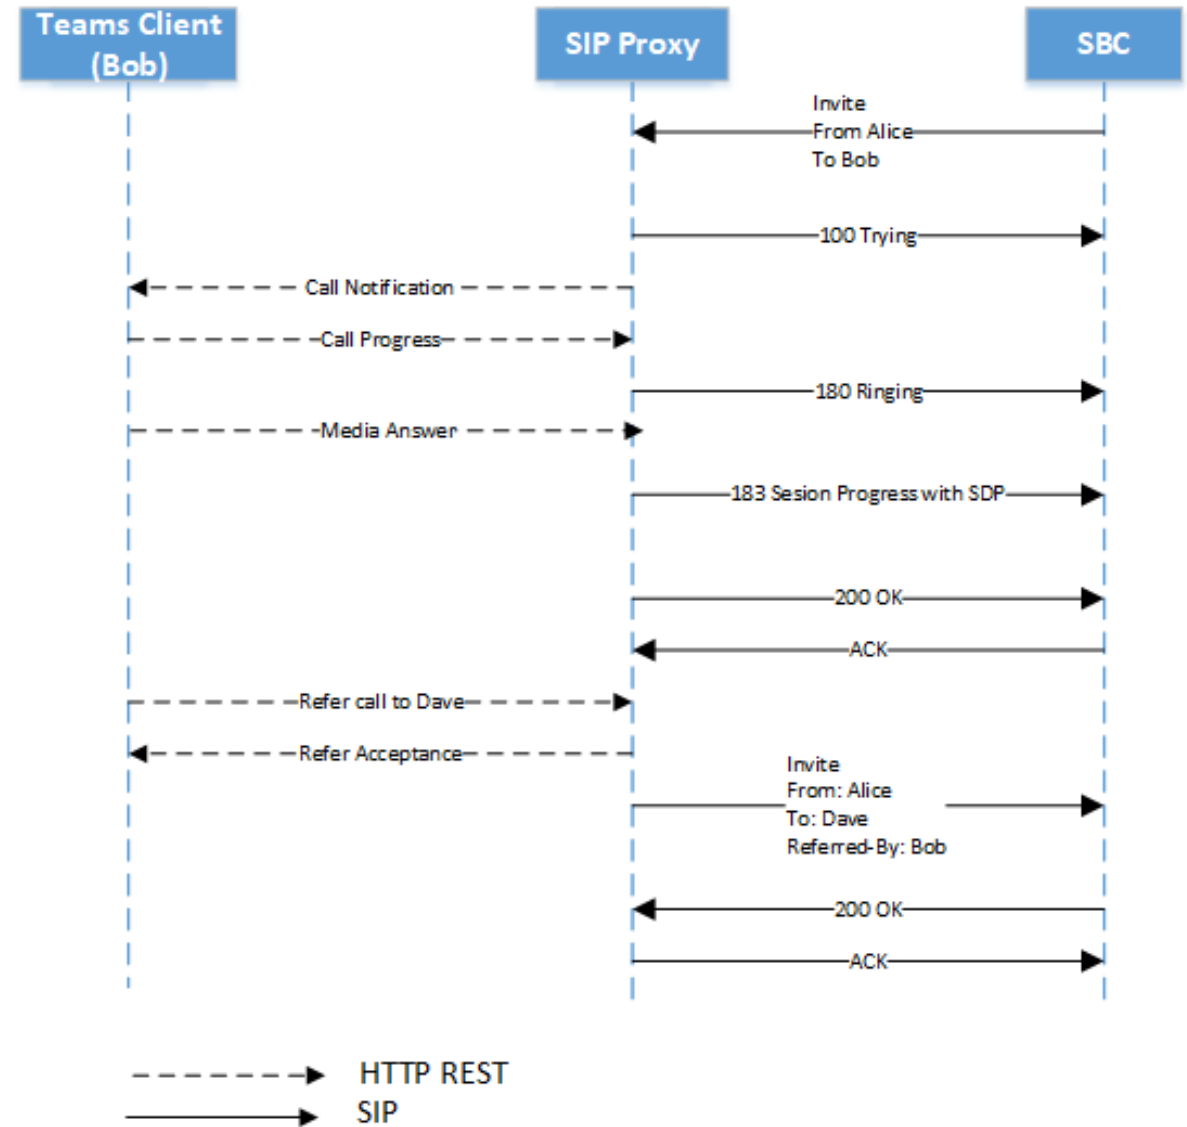 Teams Client
(Bob)
SIP Proxy
SBC
Invite
From Alice
To Bob
100 Trying
Call Notification
Call Progress
180 Ringing
Media Answer
183 Sesion Progress with SDP
200 OK
ACK
Refer call to Dave
Refer Acceptance
Invite
From: Alice
To: Dave
Referred-By: Bob
200 OK
ACK
HTTP REST
SIP